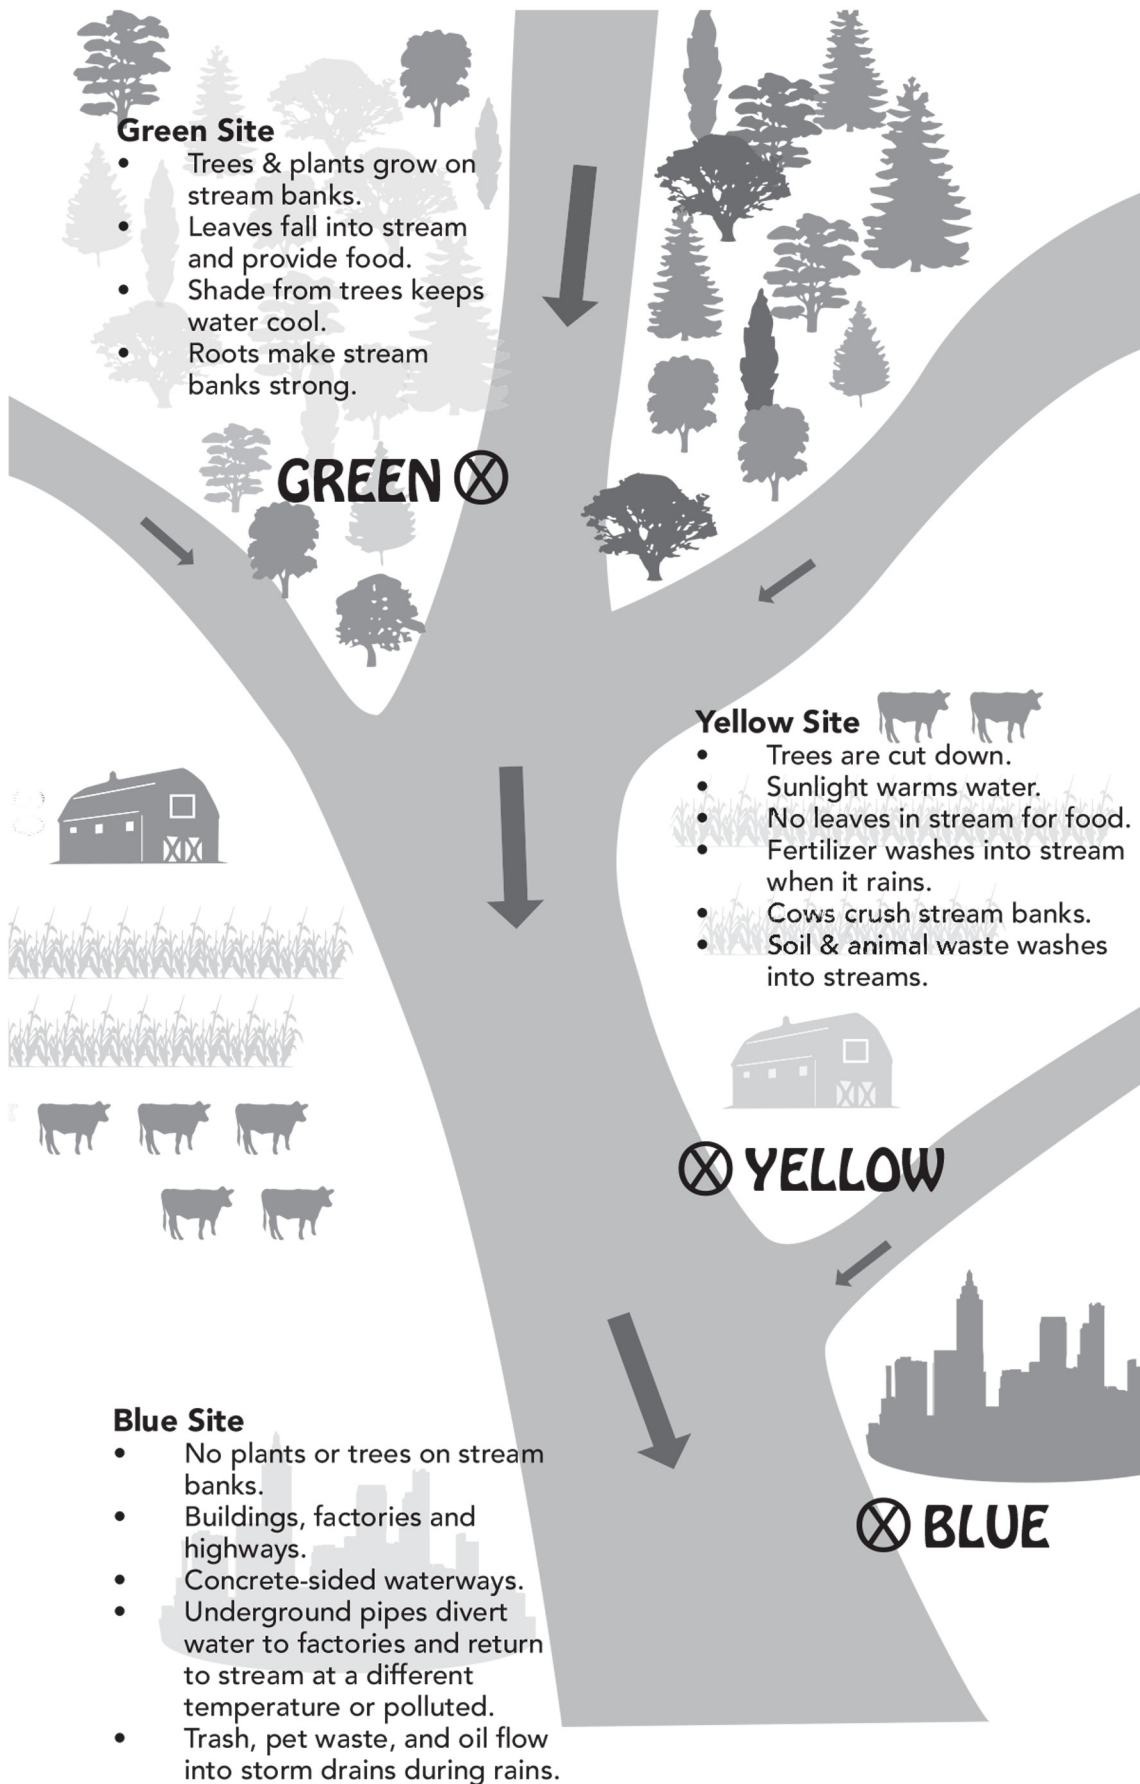 Green Site
• Trees & plants grow on
stream banks.
• Leaves fall into stream
and provide food.
• Shade from trees keeps
water cool.
• Roots make stream
banks strong.
GREEN X
Yellow Site
• Trees are cut down.
• Sunlight warms water.
• No leaves in stream for food.
• Fertilizer washes into stream
when it rains.
• Cows crush stream banks.
• Soil & animal waste washes
into streams.
X YELLOW
Blue Site
• No plants or trees on stream
banks.
• Buildings, factories and
highways.
• Concrete-sided waterways.
• Underground pipes divert
water to factories and return
to stream at a different
temperature or polluted.
• Trash, pet waste, and oil flow
into storm drains during rains.
X BLUE